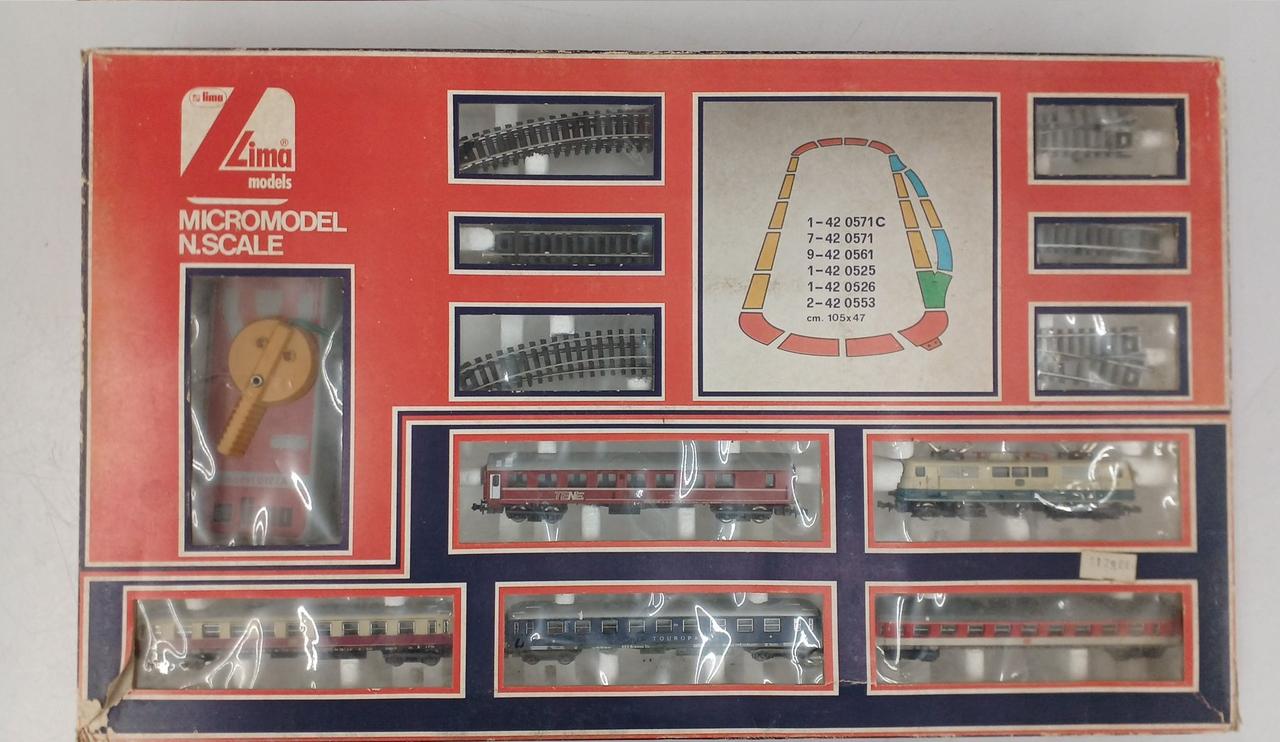 lima
Lima®
models
MICROMODEL
N.SCALE
1-42 0571C
7-42 0571
9-42 0561
1-42 0525
1-42 0526
2-42 0553
cm. 105x47
TENE
TOUROPA